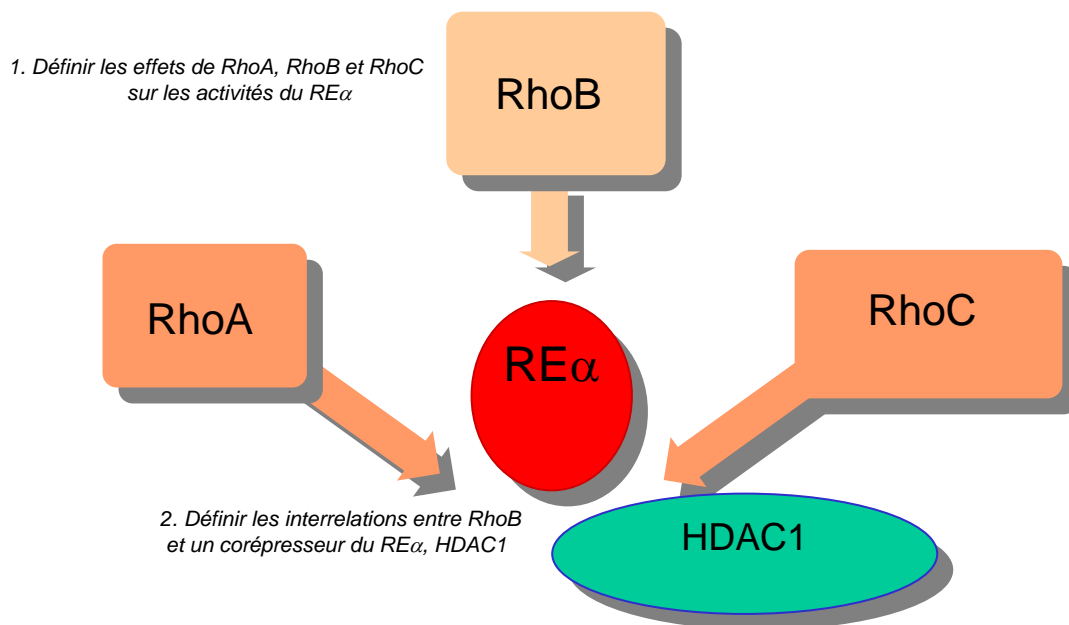 1. Définir les effets de RhoA, RhoB et RhoC
sur les activités du REα
RhoB
RhoA
RhoC
REα
2. Définir les interrelations entre RhoB
et un corépresseur du REα, HDAC1
HDAC1